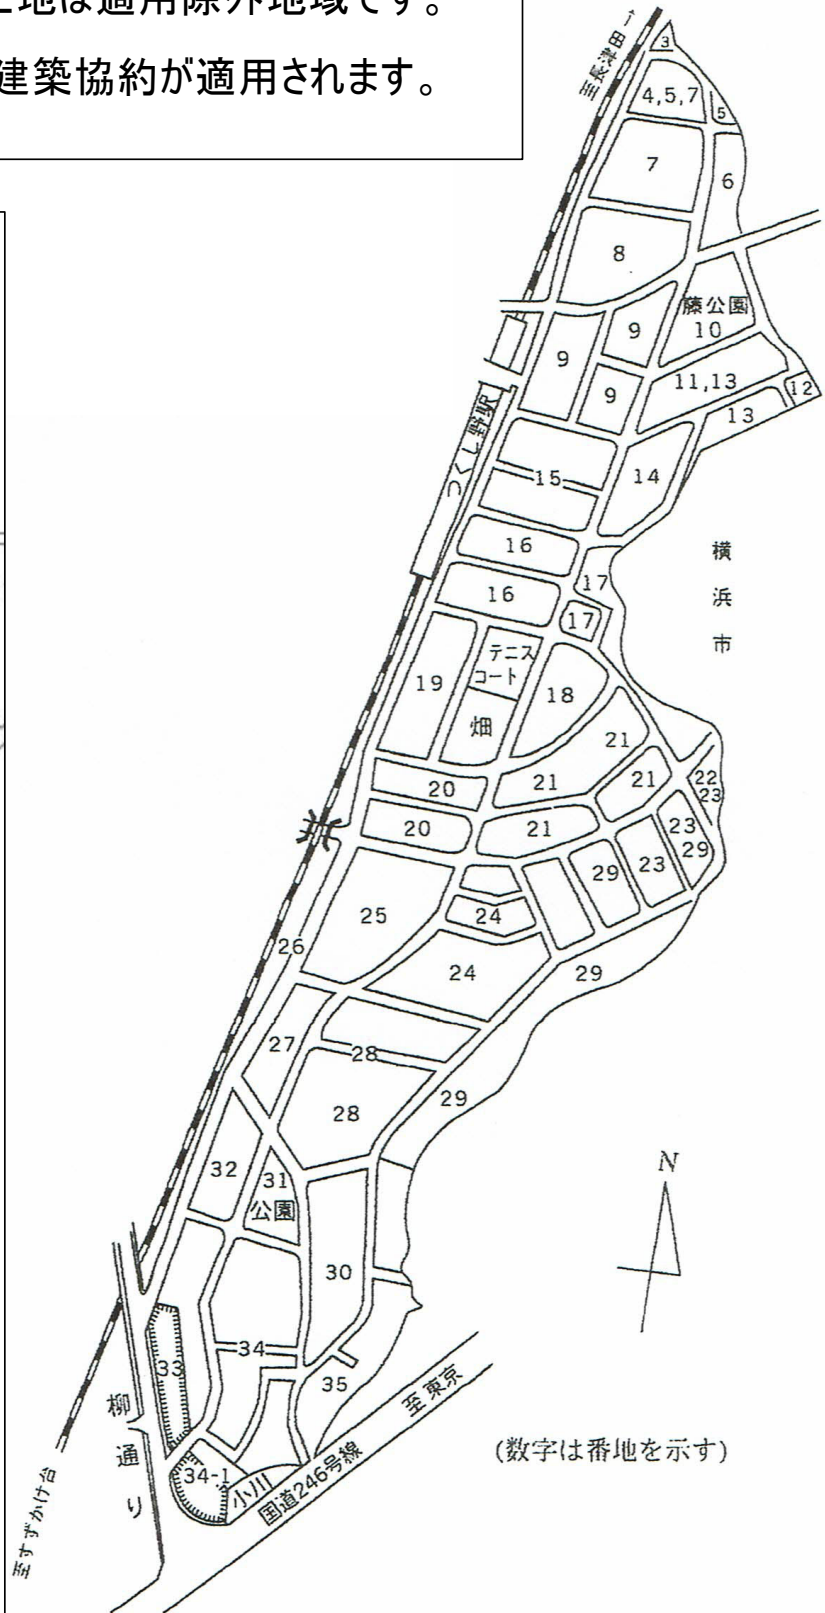 土地は適用除外地域です。
建築協約が適用されます。
至長津田→
3
4,5,7
5
7
6
8
藤公園
10
9
9
9
11,13
12
13
つくし野駅
15
14
16
横浜市
17
16
17
テニス
コート
19
18
畑
21
20
21
21
22
23
20
21
23
29
29
23
25
24
26
24
29
27
28
28
29
32
31
公園
30
N
34
33
35
柳通り
至東京
(数字は番地を示す)
34-1
小川
国道246号線
至すずかけ台